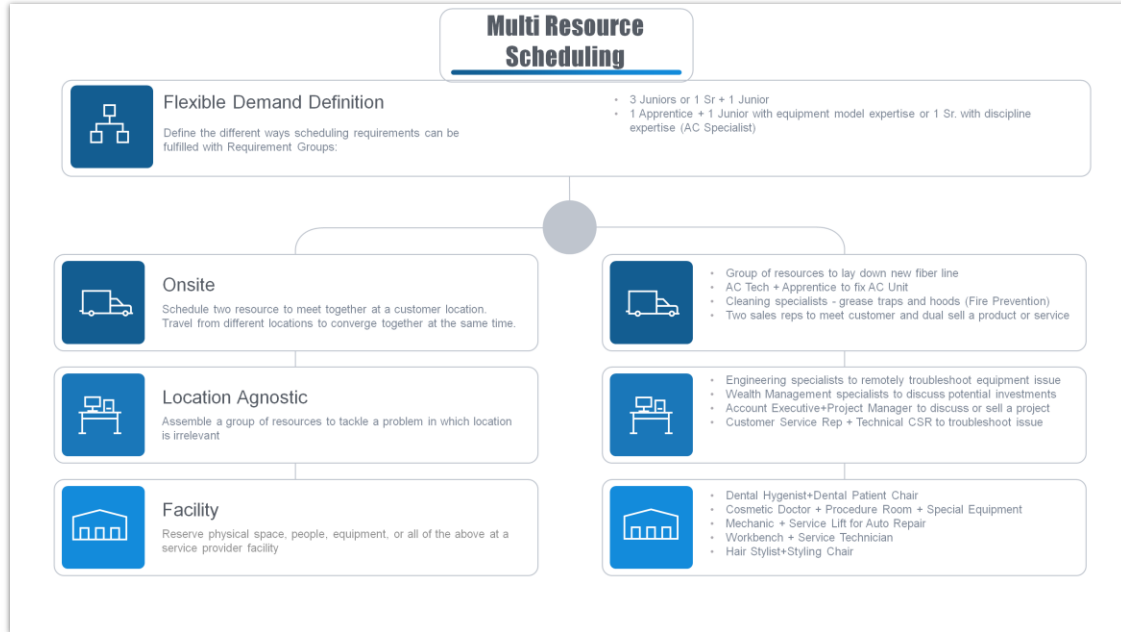 Multi Resource
Scheduling
Flexible Demand Definition
Define the different ways scheduling requirements can be
fulfilled with Requirement Groups:
• 3 Juniors or 1 Sr + 1 Junior
• 1 Apprentice + 1 Junior with equipment model expertise or 1 Sr. with discipline
expertise (AC Specialist)
Onsite
Schedule two resource to meet together at a customer location.
Travel from different locations to converge together at the same time.
• Group of resources to lay down new fiber line
• AC Tech + Apprentice to fix AC Unit
• Cleaning specialists - grease traps and hoods (Fire Prevention)
• Two sales reps to meet customer and dual sell a product or service
Location Agnostic
Assemble a group of resources to tackle a problem in which location
is irrelevant
• Engineering specialists to remotely troubleshoot equipment issue
• Wealth Management specialists to discuss potential investments
• Account Executive+Project Manager to discuss or sell a project
• Customer Service Rep + Technical CSR to troubleshoot issue
Facility
Reserve physical space, people, equipment, or all of the above at a
service provider facility
• Dental Hygenist+Dental Patient Chair
• Cosmetic Doctor + Procedure Room + Special Equipment
• Mechanic + Service Lift for Auto Repair
• Workbench + Service Technician
• Hair Stylist+Styling Chair